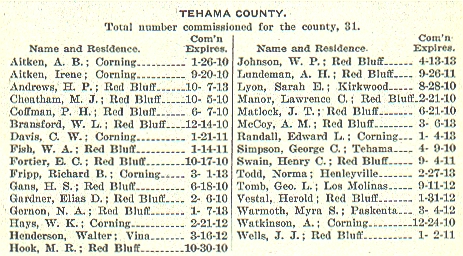 TEHAMA COUNTY.
Total number commissioned for the county, 31.
Name and Residence. Com'n Expires.
Aitken, A. B.; Corning 1-26-10
Aitken, Irene; Corning 9-20-10
Andrews, H. P.; Red Bluff 10- 7-13
Cheatham, M. J.; Red Bluff 10- 5-10
Coffman, P. H.; Red Bluff 6- 7-10
Bransford, W. L.; Red Bluff 12-14-10
Davis, C. W.; Corning 1-21-11
Fish, W. A.; Red Bluff 1-14-11
Fortier, E. C.; Red Bluff 10-17-10
Fripp, Richard B.; Corning 3- 1-13
Gans, H. S.; Red Bluff 6-18-10
Gardner, Elias D.; Red Bluff 2- 6-10
Gernon, N. A.; Red Bluff 1- 7-13
Hays, W. K.; Corning 2-21-12
Henderson, Walter; Vina 3-16-12
Hook, M. R.; Red Bluff 10-30-10
Name and Residence. Com'n Expires.
Johnson, W. P.; Red Bluff 4-13-13
Lundeman, A. H.; Red Bluff 9-26-11
Lyon, Sarah E.; Kirkwood 8-28-10
Manor, Lawrence C.; Red Bluff 2-21-10
Matlock, J. T.; Red Bluff 6-21-10
McCoy, A. M.; Red Bluff 3- 6-13
Randall, Edward L.; Corning 1- 4-13
Simpson, George C.; Tehama 4- 9-10
Swain, Henry C.; Red Bluff 9- 4-11
Todd, Norma; Henleyville 2-27-13
Tomb, Geo. L.; Los Molinas 9-11-12
Vestal, Herold; Red Bluff 1-31-12
Warmoth, Myra S.; Paskenta 3- 4-12
Watkinson, A.; Corning 12-24-10
Wells, J. J.; Red Bluff 1- 2-11